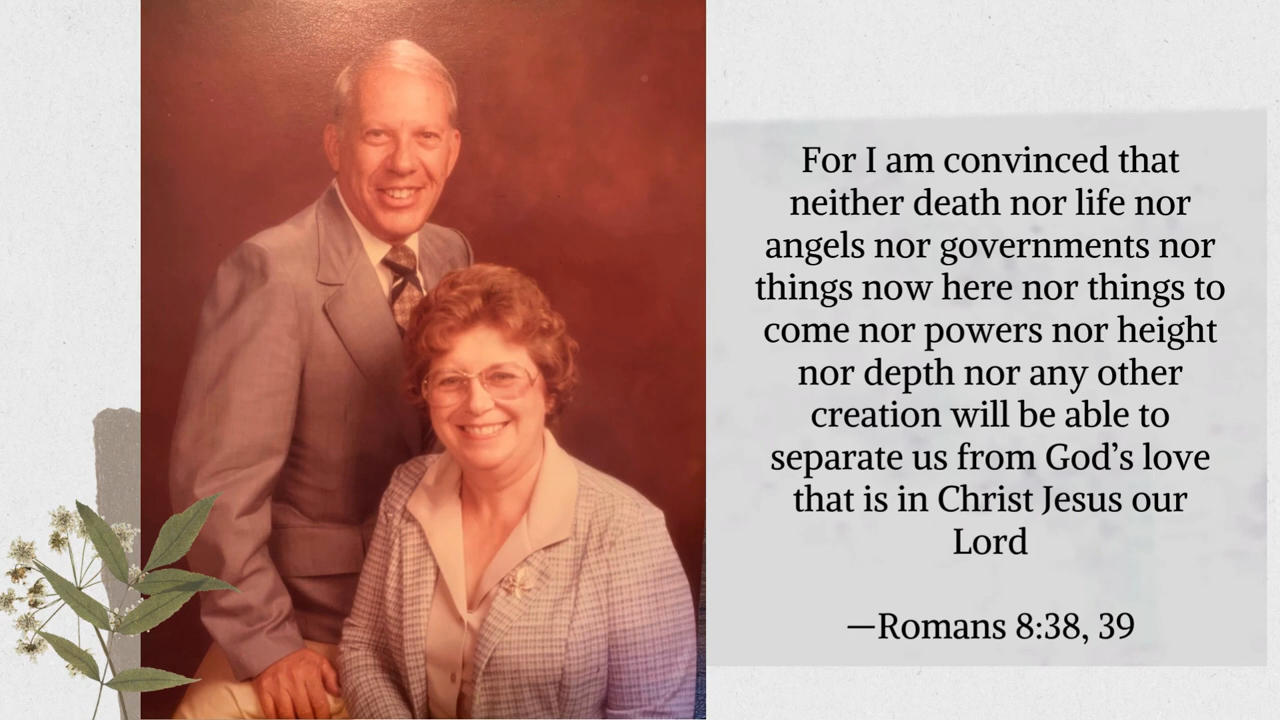 For I am convinced that
neither death nor life nor
angels nor governments nor
things now here nor things to
come nor powers nor height
nor depth nor any other
creation will be able to
separate us from God’s love
that is in Christ Jesus our
Lord
—Romans 8:38, 39